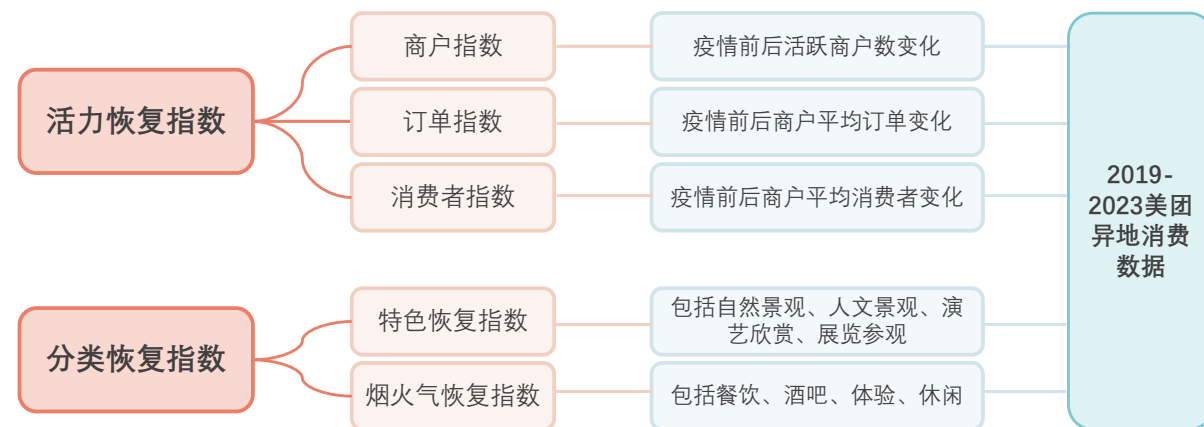 活力恢复指数
商户指数
疫情前后活跃商户数变化
订单指数
疫情前后商户平均订单变化
消费者指数
疫情前后商户平均消费者变化
分类恢复指数
特色恢复指数
包括自然景观、人文景观、演
艺欣赏、展览参观
烟火气恢复指数
包括餐饮、酒吧、体验、休闲
2019-
2023美团
异地消费
数据